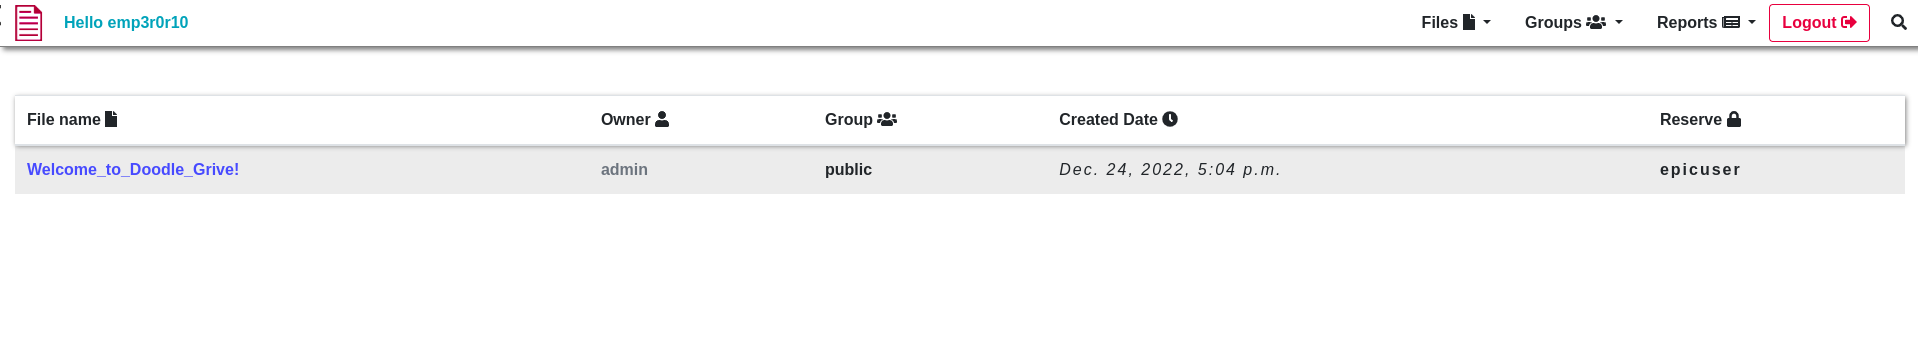 Hello emp3r0r10 Files Groups Reports Logout
File name Owner Group Created Date Reserve
Welcome_to_Doodle_Grive! admin public Dec. 24, 2022, 5:04 p.m. epicuser